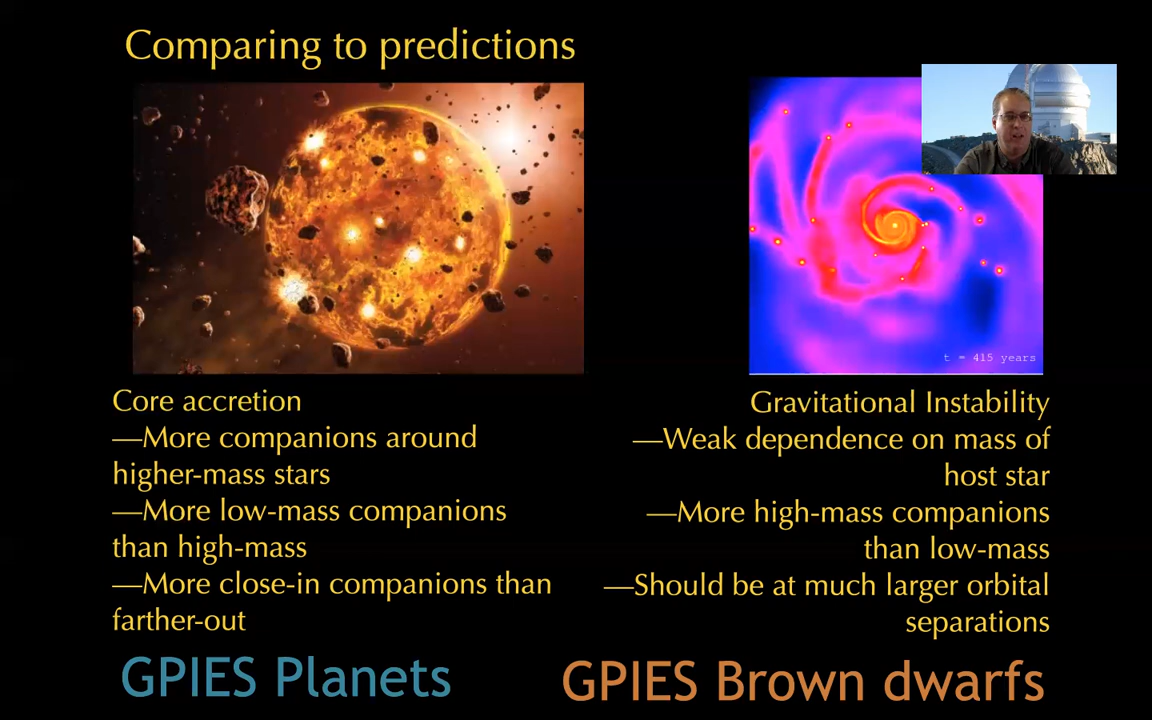 Comparing to predictions
t = 415 years
Core accretion
—More companions around
higher-mass stars
—More low-mass companions
than high-mass
—More close-in companions than
farther-out
Gravitational Instability
—Weak dependence on mass of
host star
—More high-mass companions
than low-mass
—Should be at much larger orbital
separations
GPIES Planets
GPIES Brown dwarfs